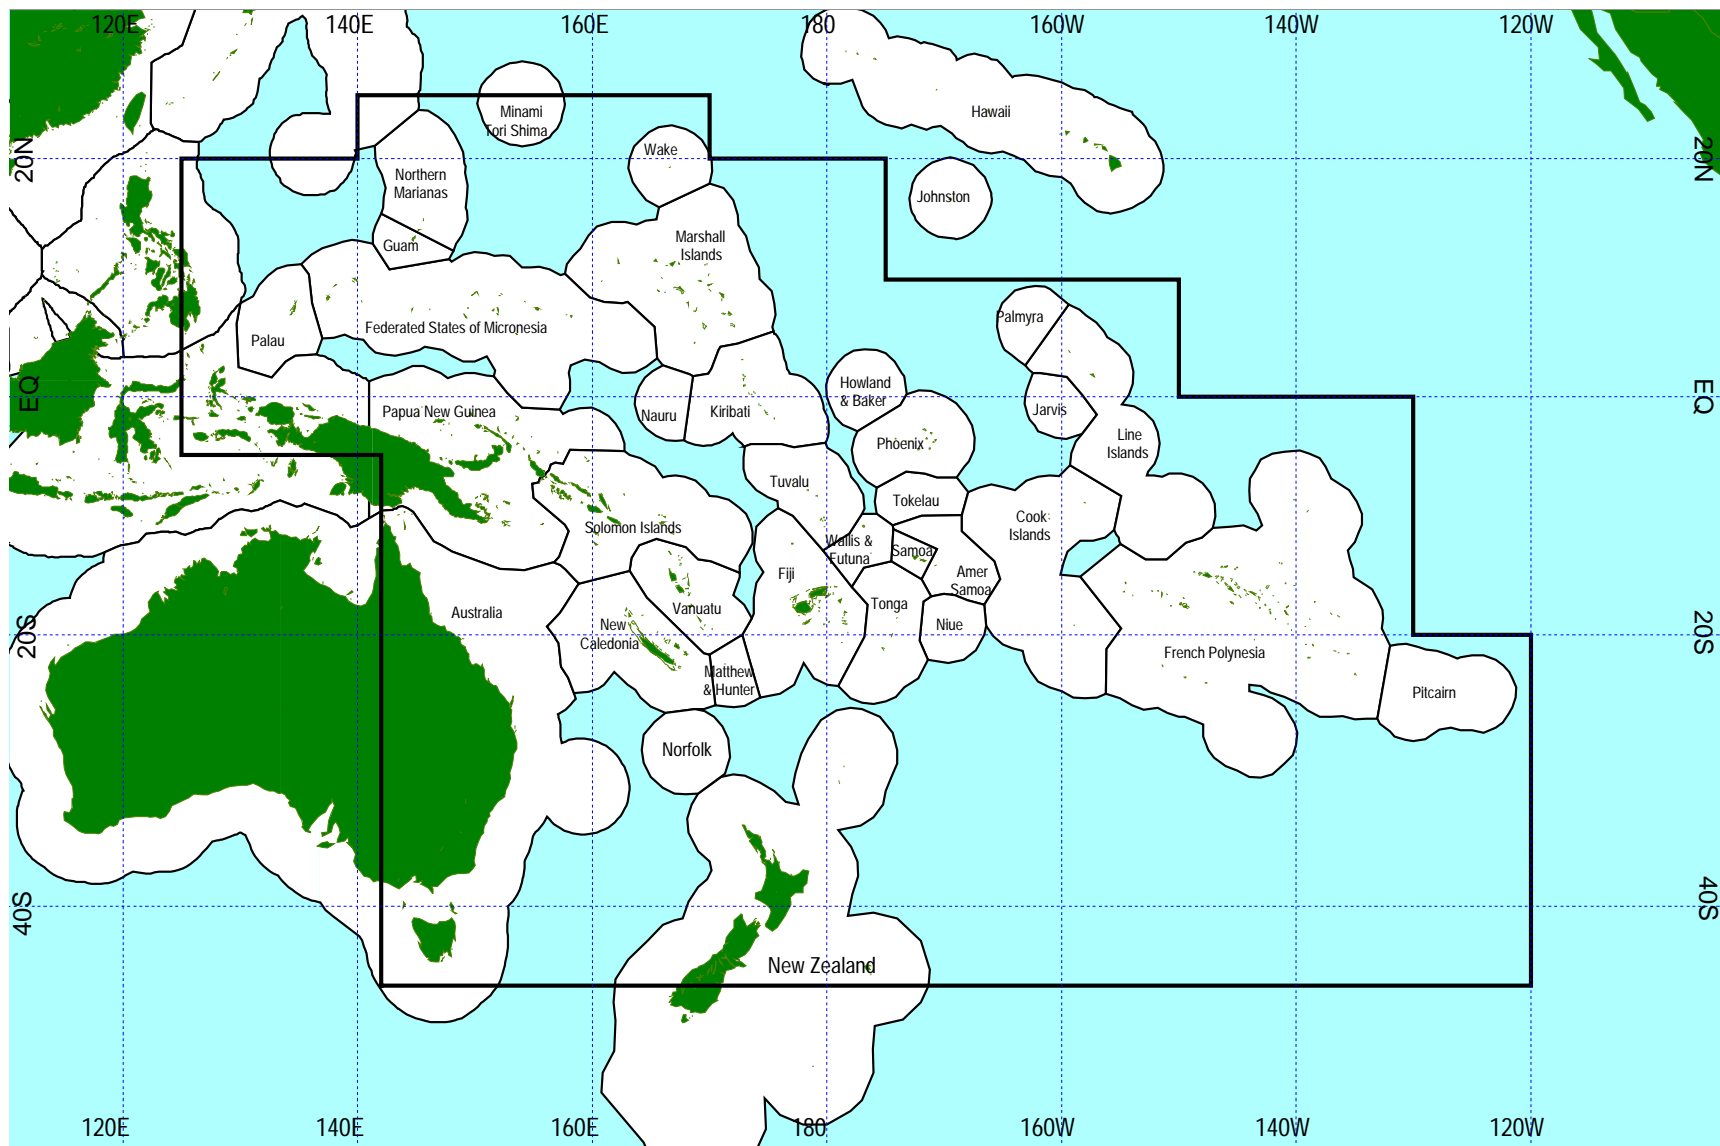 120E 140E 160E 180 160W 140W 120W
Minami
Tori Shima
Hawaii
Wake
20N
20N
Northern
Marianas
Johnston
Guam
Marshall
Islands
Palmyra
Federated States of Micronesia
Palau
Howland
& Baker
EQ
EQ
Papua New Guinea
Nauru
Kiribati
Jarvis
Phoenix
Line
Islands
Tuvalu
Tokelau
Cook
Islands
Solomon Islands
Wallis &
Futuna
Samoa
Fiji
Amer
Samoa
Australia
Vanuatu
Tonga
New
Caledonia
Niue
20S
20S
French Polynesia
Matthew
& Hunter
Pitcairn
Norfolk
40S
40S
New Zealand
120E 140E 160E 180 160W 140W 120W